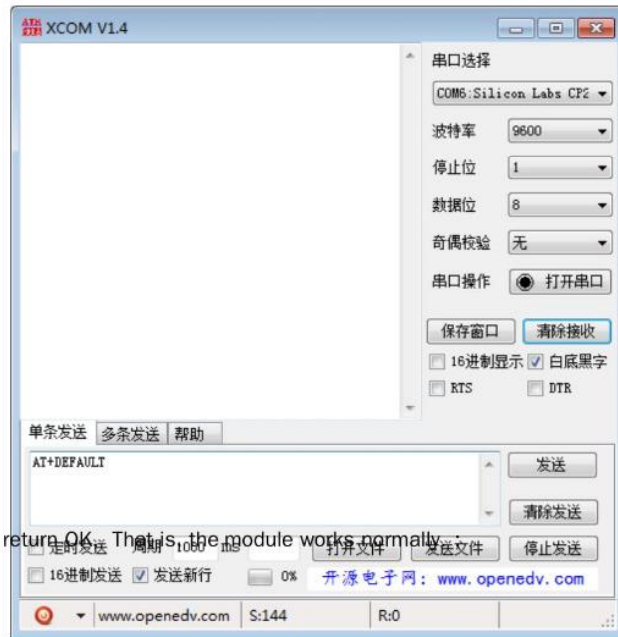 XCOM V1.4
串口选择
COM6:Silicon Labs CP2
波特率 9600
停止位 1
数据位 8
奇偶校验 无
串口操作 打开串口
保存窗口 清除接收
16进制显示 白底黑字
RTS DTR
单条发送 多条发送 帮助
AT+DEFAULT
发送
清除发送
return OK. That is, the module works normally :
定时发送 周期 1000 ms 打开文件 发送文件 停止发送
16进制发送 发送新行 0% 开源电子网: www.openedv.com
www.openedv.com S:144 R:0